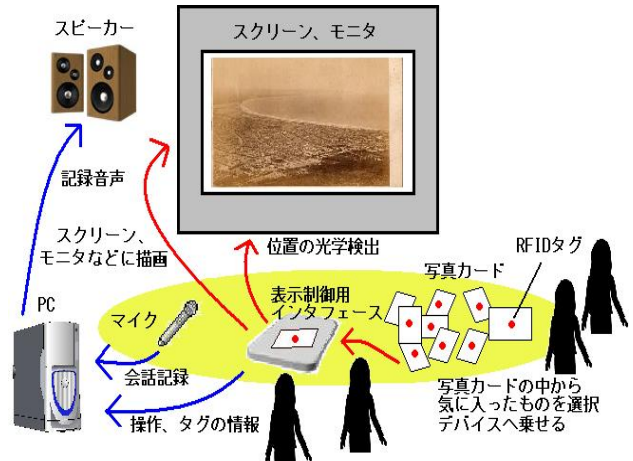 スピーカー
スクリーン、モニタ
記録音声
スクリーン、
モニタなどに描画
位置の光学検出
RFIDタグ
写真カード
PC
マイク
表示制御用
インタフェース
会話記録
操作、タグの情報
写真カードの中から
気に入ったものを選択
デバイスへ乗せる